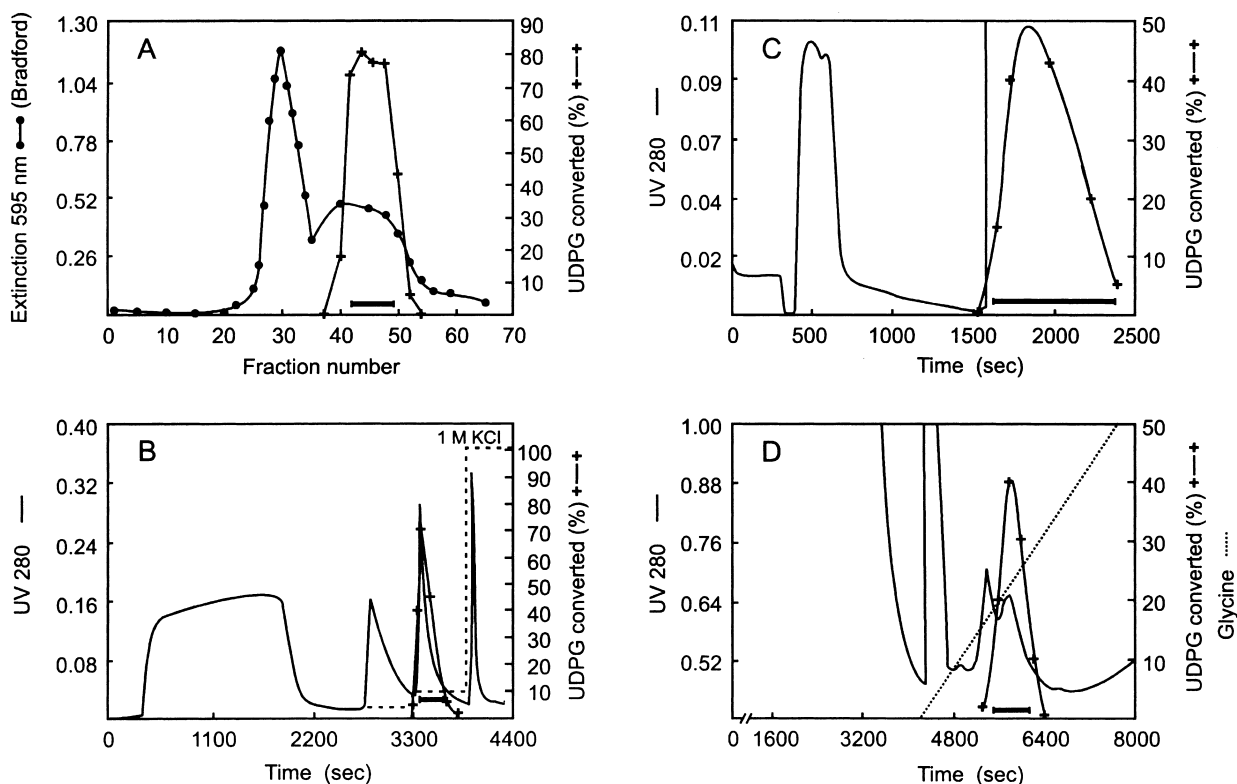 A
Extinction 595 nm (Bradford)
1.30
1.04
0.78
0.52
0.26
90
80
70
60
50
40
30
20
10
UDPG converted (%)
0 10 20 30 40 50 60 70
Fraction number
C
UV 280
0.11
0.09
0.07
0.04
0.02
50
40
30
20
10
UDPG converted (%)
0 500 1000 1500 2000 2500
Time (sec)
B
1 M KCl
UV 280
0.40
0.32
0.24
0.16
0.08
100
90
80
70
60
50
40
30
20
10
UDPG converted (%)
0 1100 2200 3300 4400
Time (sec)
D
UV 280
1.00
0.88
0.76
0.64
0.52
50
40
30
20
10
UDPG converted (%)
Glycine
0 1600 3200 4800 6400 8000
Time (sec)